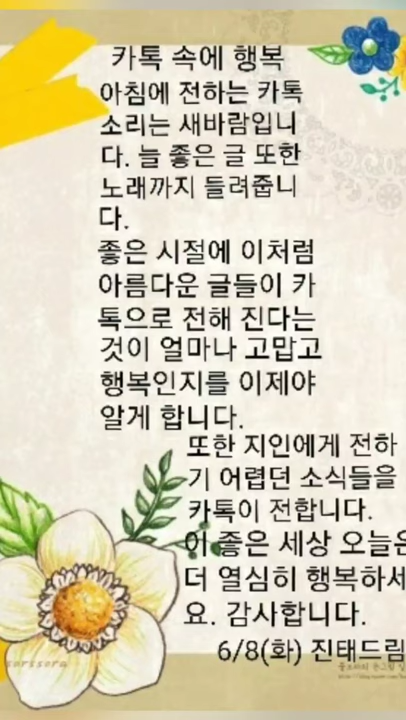 카톡 속에 행복
아침에 전하는 카톡
소리는 새바람입니
다. 늘 좋은 글 또한
노래까지 들려줍니
다.
좋은 시절에 이처럼
아름다운 글들이 카
톡으로 전해 진다는
것이 얼마나 고맙고
행복인지를 이제야
알게 합니다.
또한 지인에게 전하
기 어렵던 소식들을
카톡이 전합니다.
이 좋은 세상 오늘은
더 열심히 행복하세
요. 감사합니다.
6/8(화) 진태드림